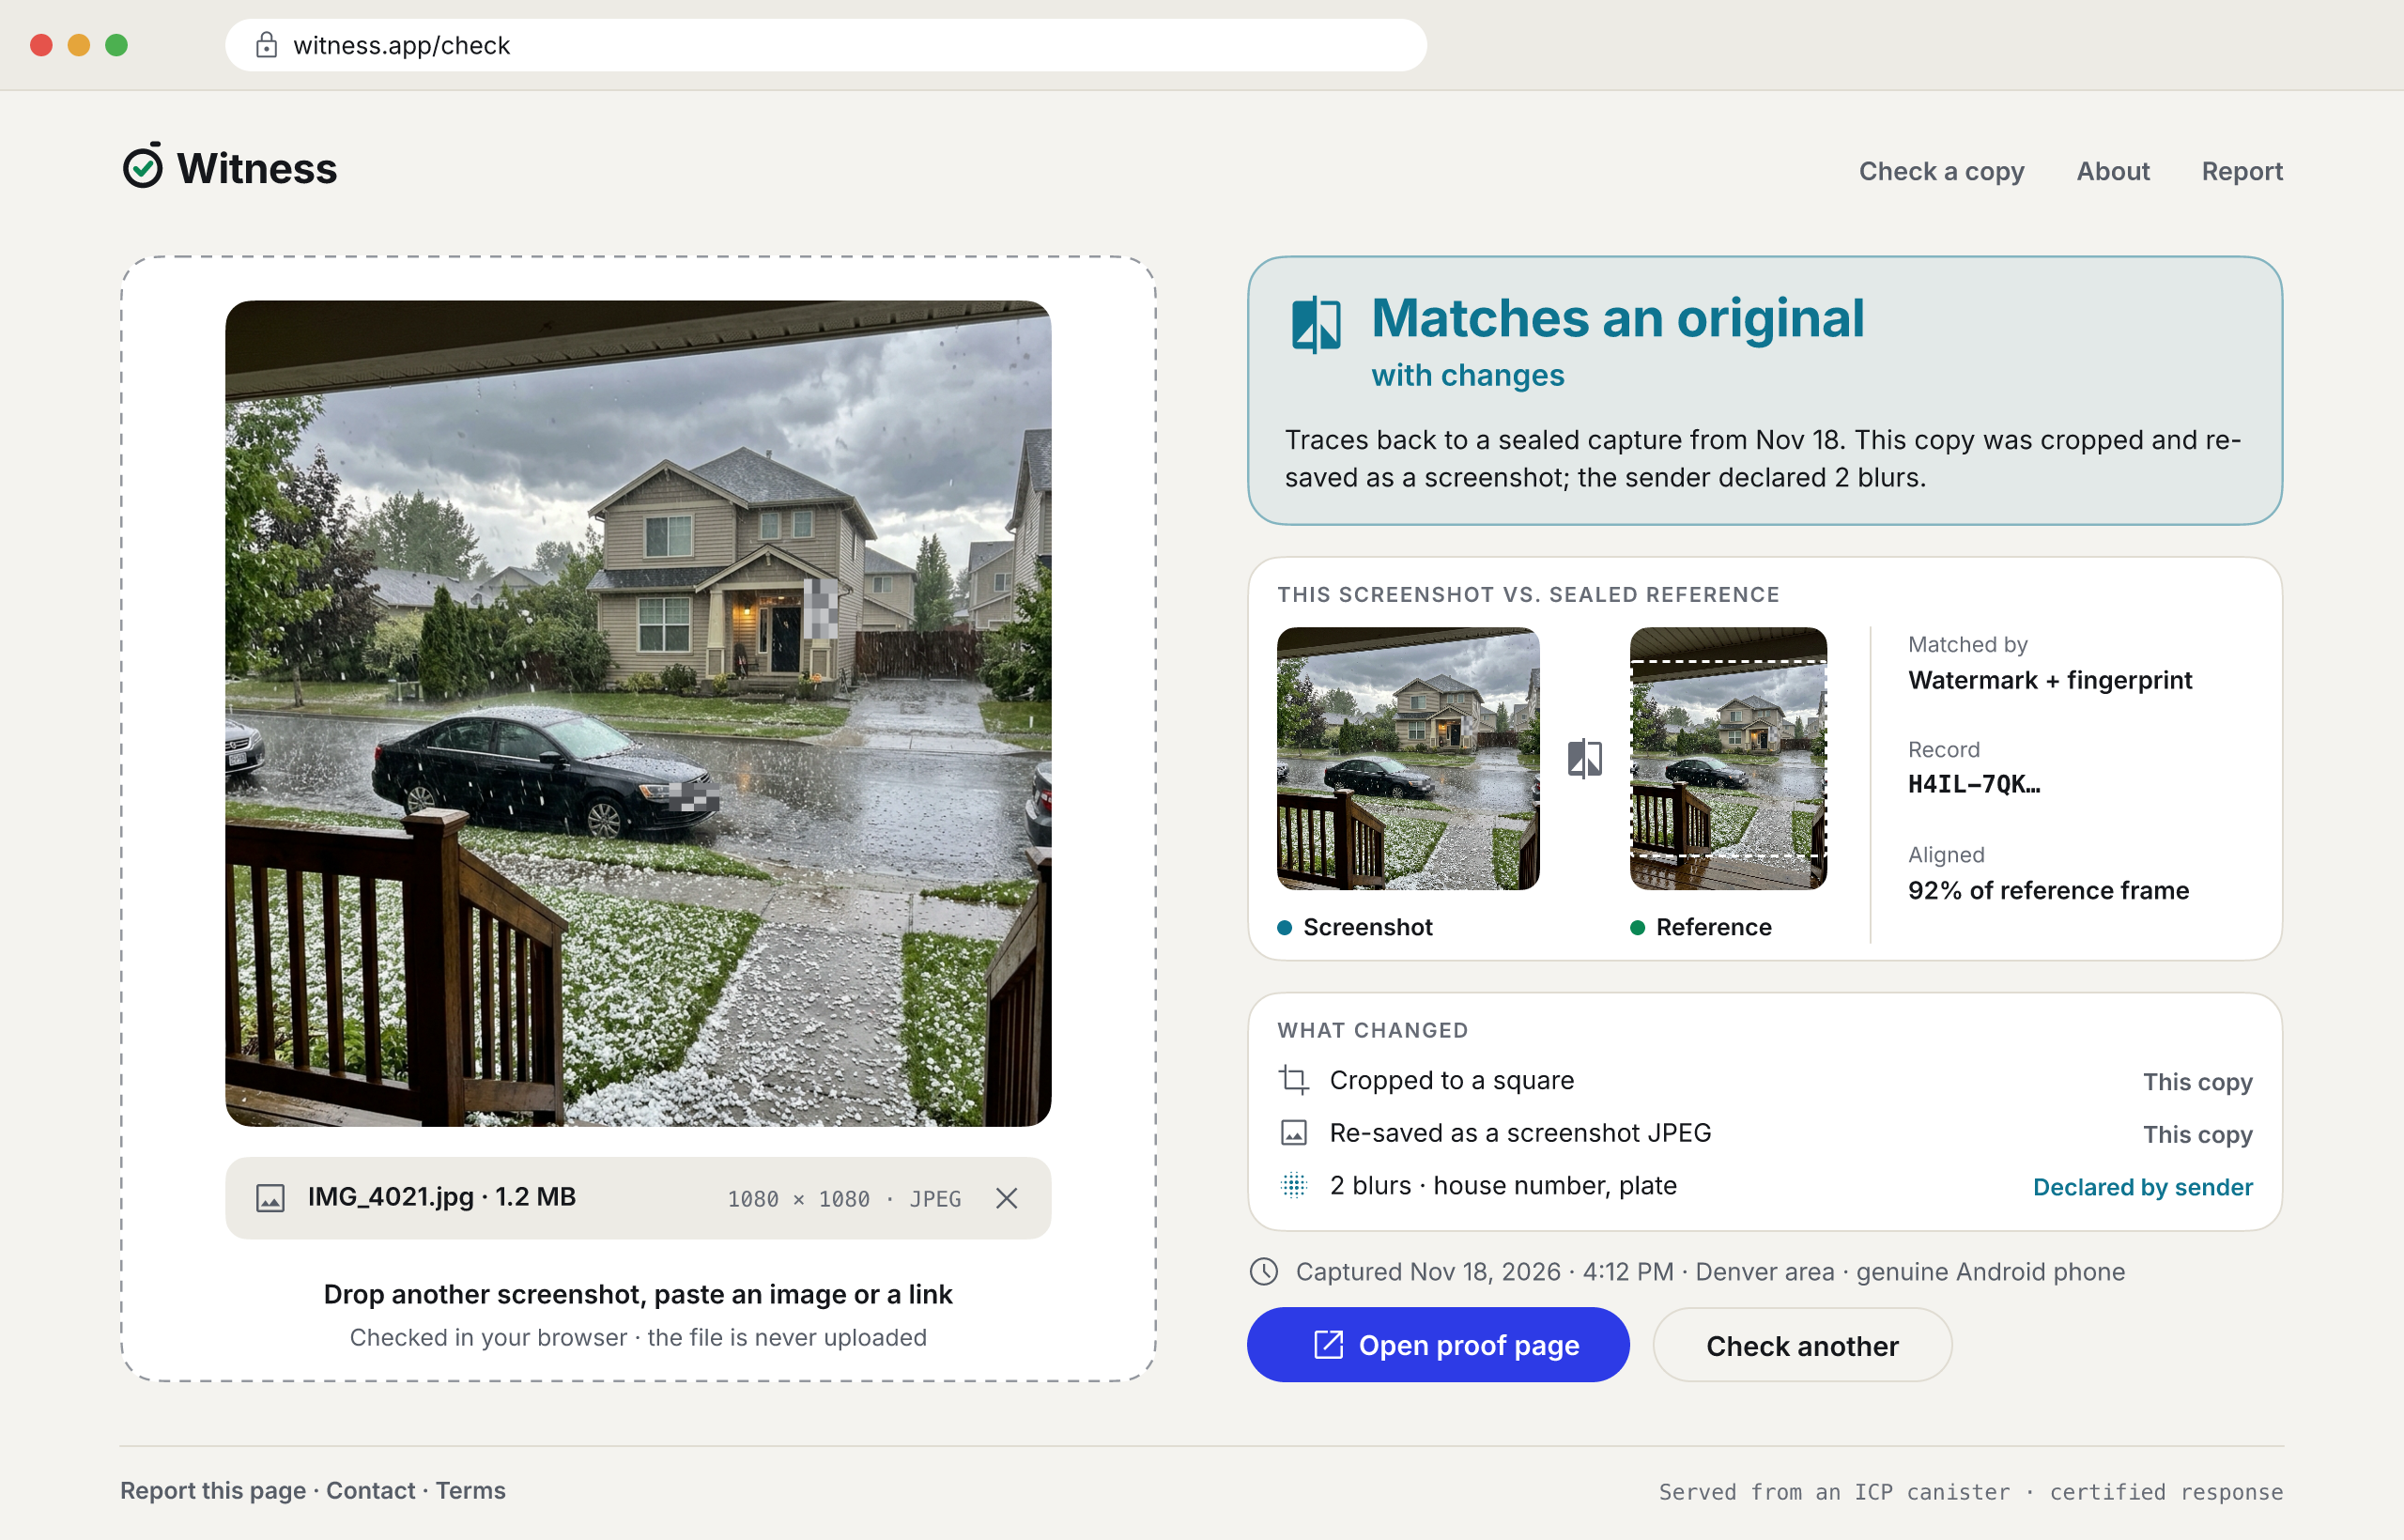 witness.app/check
Witness
Check a copy
About
Report
IMG_4021.jpg · 1.2 MB
1080 × 1080 · JPEG
Drop another screenshot, paste an image or a link
Checked in your browser · the file is never uploaded
Matches an original
with changes
Traces back to a sealed capture from Nov 18. This copy was cropped and re-
saved as a screenshot; the sender declared 2 blurs.
THIS SCREENSHOT VS. SEALED REFERENCE
Screenshot
Reference
Matched by
Watermark + fingerprint
Record
H4IL–7QK…
Aligned
92% of reference frame
WHAT CHANGED
Cropped to a square
This copy
Re-saved as a screenshot JPEG
This copy
2 blurs · house number, plate
Declared by sender
Captured Nov 18, 2026 · 4:12 PM · Denver area · genuine Android phone
Open proof page
Check another
Report this page · Contact · Terms
Served from an ICP canister · certified response